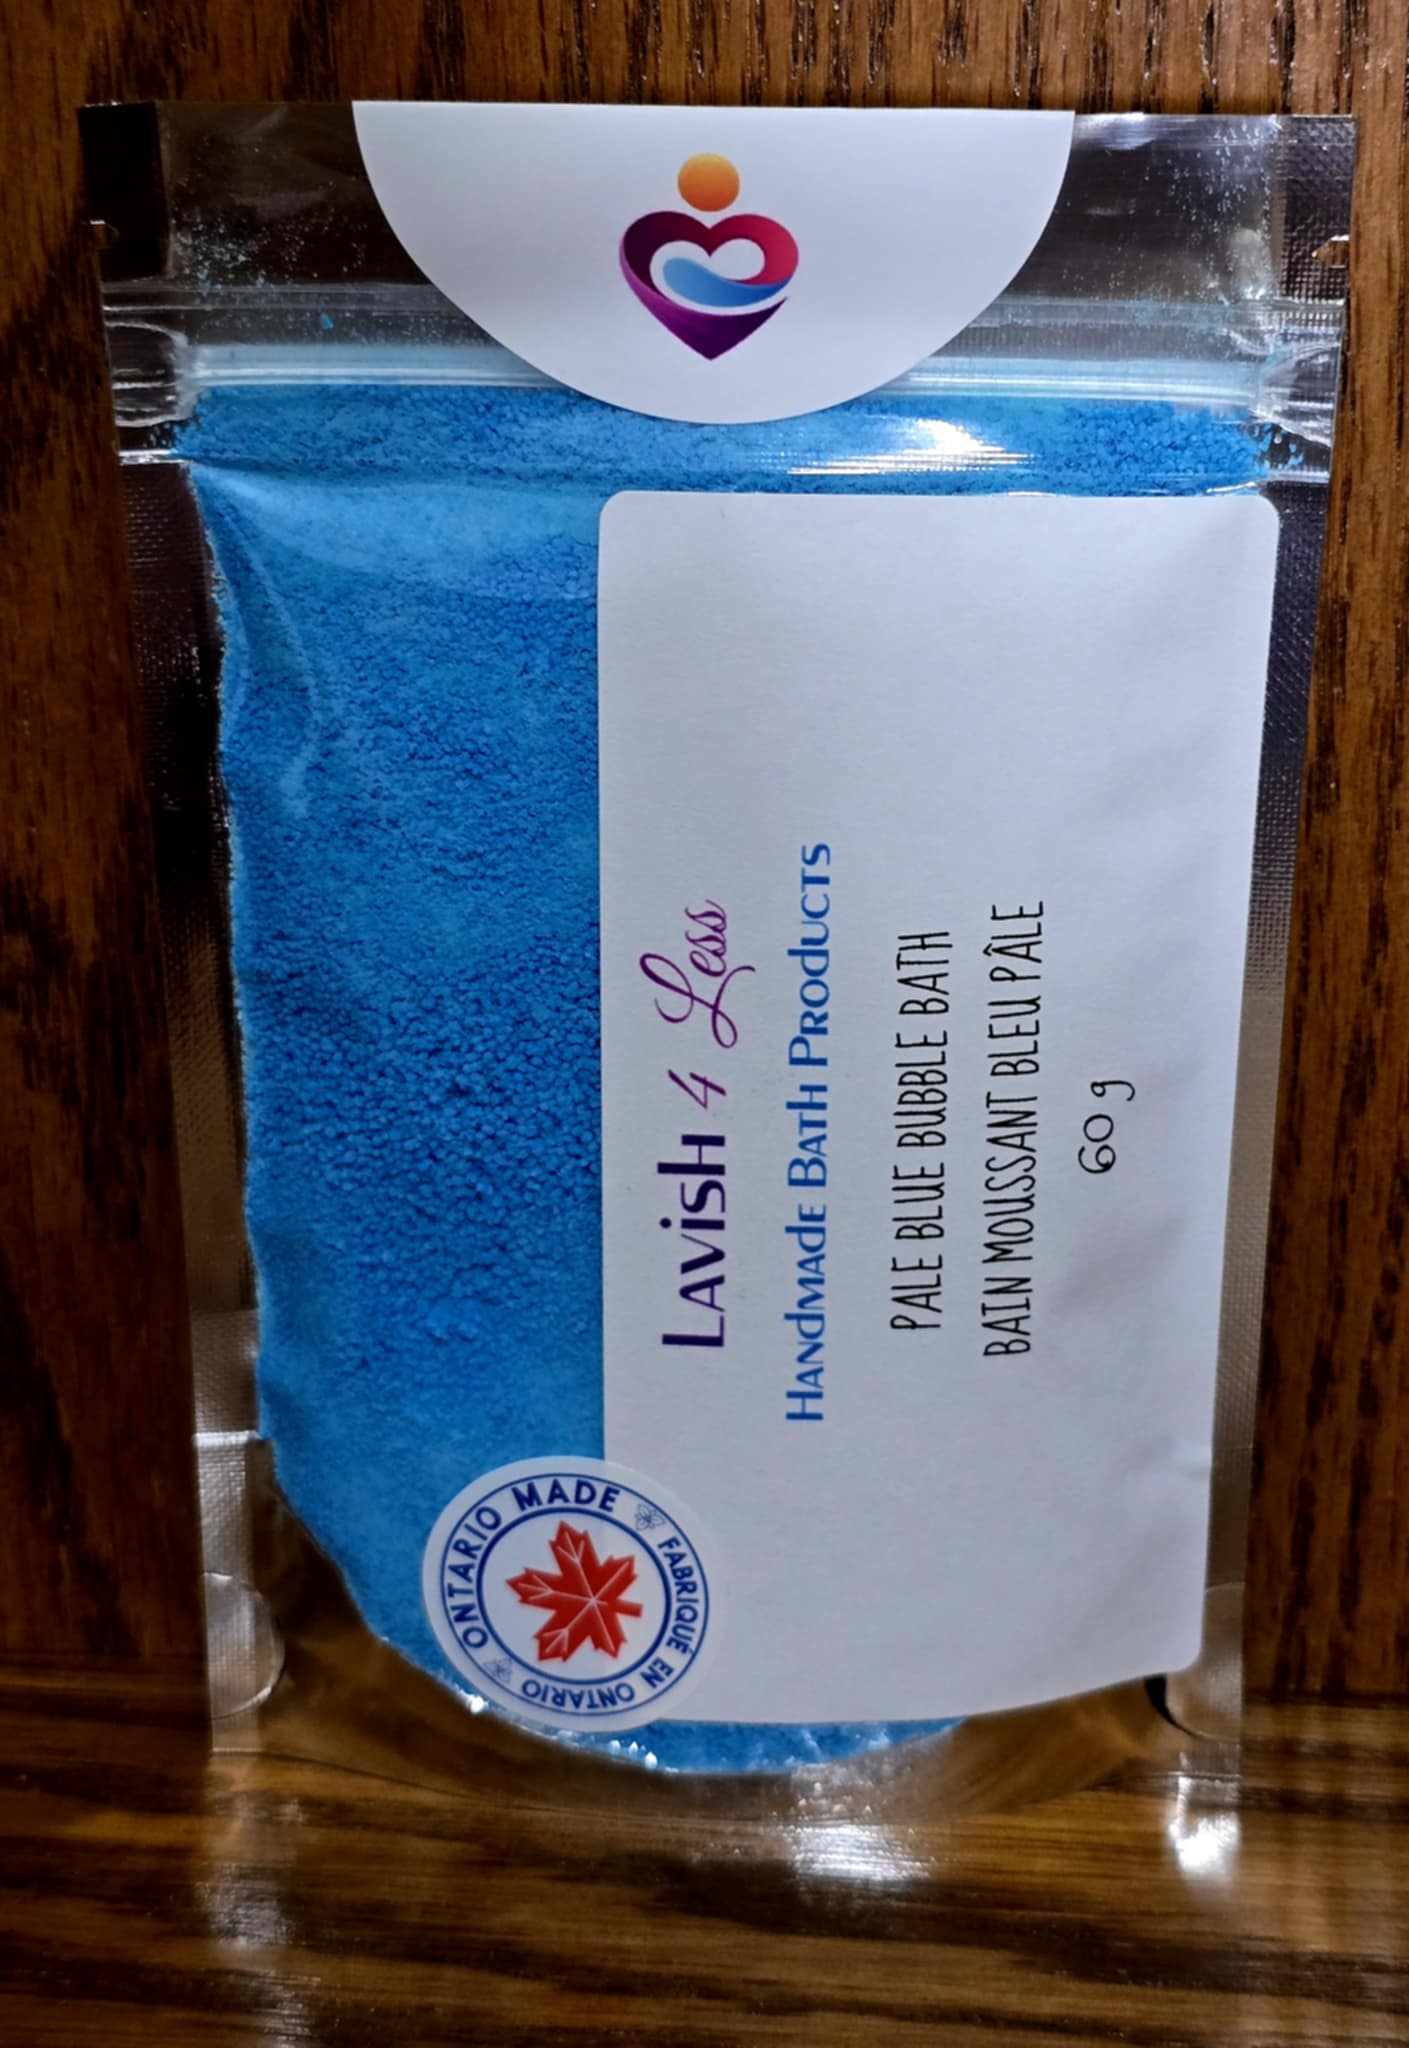 Lavish 4 Less
Handmade Bath Products
PALE BLUE BUBBLE BATH
BAIN MOUSSANT BLEU PÂLE
60 g
ONTARIO MADE
FABRIQUÉ EN ONTARIO